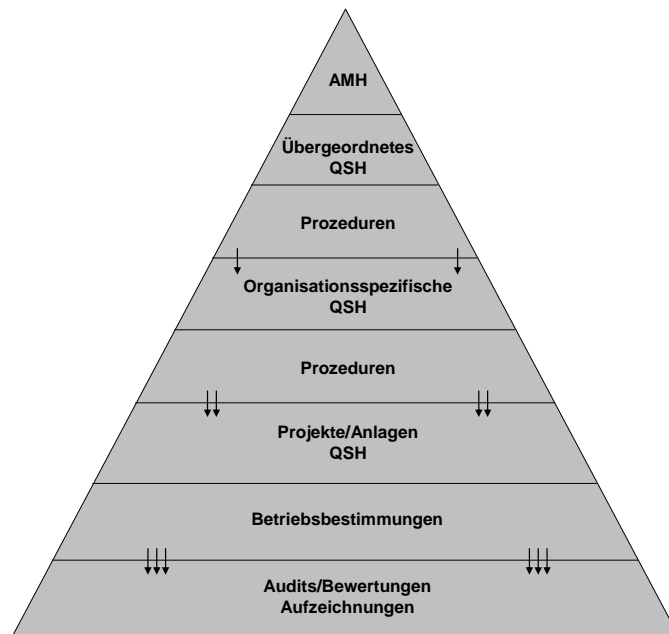 AMH
Übergeordnetes
QSH
Prozeduren
Organisationsspezifische
QSH
Prozeduren
Projekte/Anlagen
QSH
Betriebsbestimmungen
Audits/Bewertungen
Aufzeichnungen